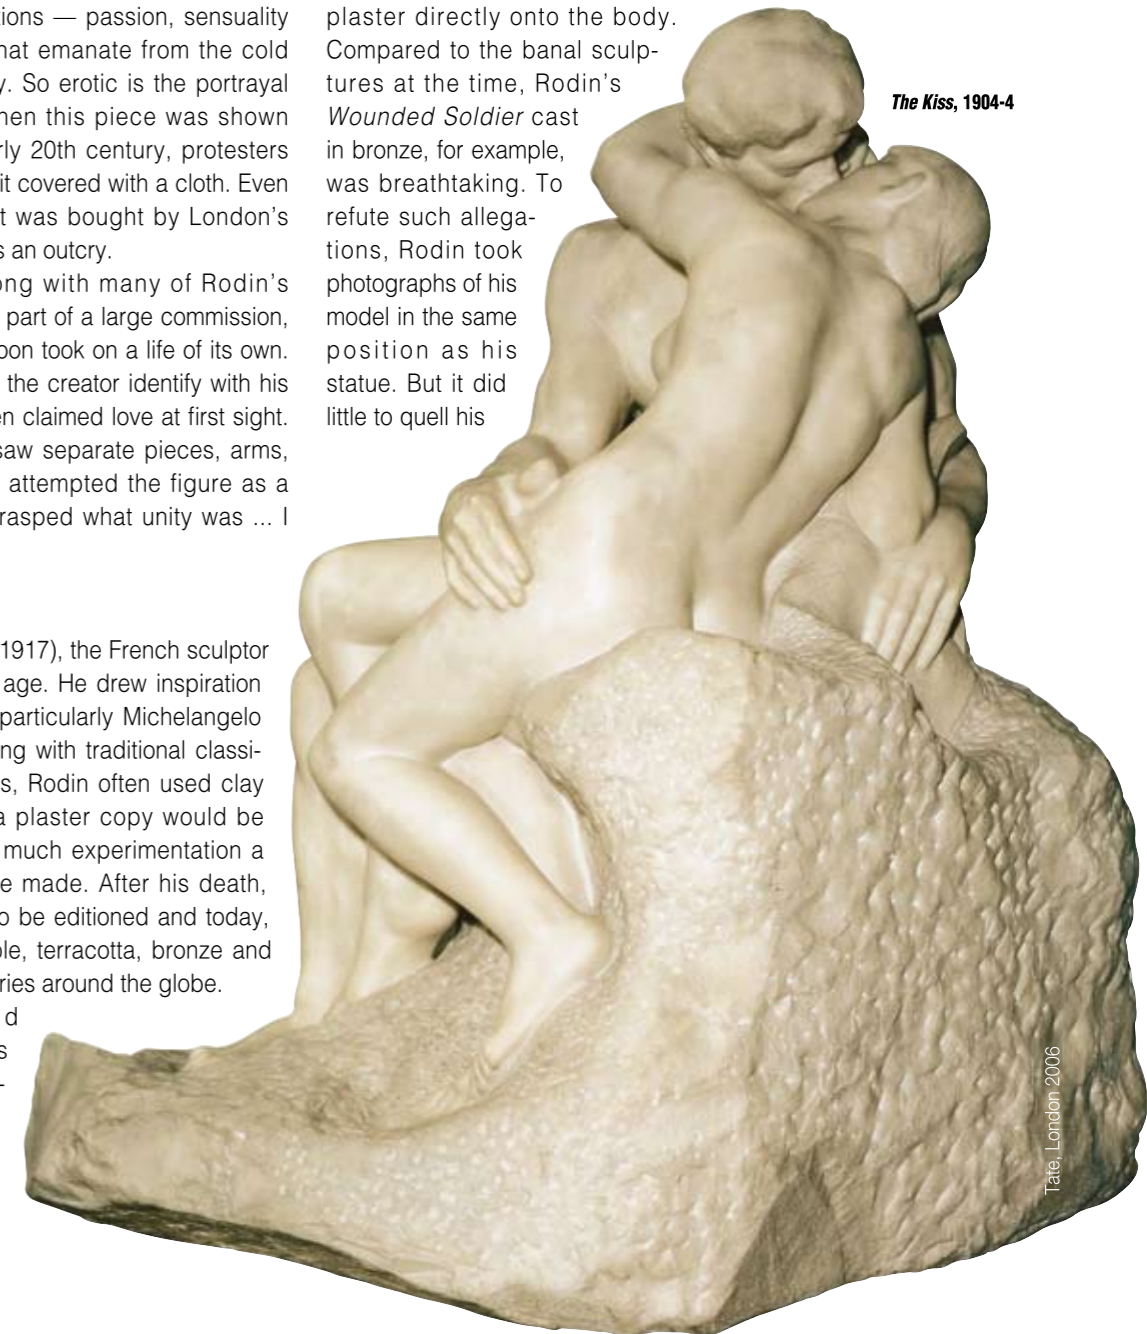 tions — passion, sensuality
hat emanate from the cold
y. So erotic is the portrayal
hen this piece was shown
rly 20th century, protesters
it covered with a cloth. Even
t was bought by London's
s an outcry.
ong with many of Rodin's
part of a large commission,
oon took on a life of its own.
the creator identify with his
en claimed love at first sight.
saw separate pieces, arms,
attempted the figure as a
rasped what unity was ... I
1917), the French sculptor
age. He drew inspiration
particularly Michelangelo
ng with traditional classi-
s, Rodin often used clay
a plaster copy would be
much experimentation a
e made. After his death,
o be editioned and today,
ole, terracotta, bronze and
ries around the globe.
d
s
-
plaster directly onto the body.
Compared to the banal sculp-
tures at the time, Rodin's
Wounded Soldier cast
in bronze, for example,
was breathtaking. To
refute such allega-
tions, Rodin took
photographs of his
model in the same
position as his
statue. But it did
little to quell his
The Kiss, 1904-4
Tate, London 2006